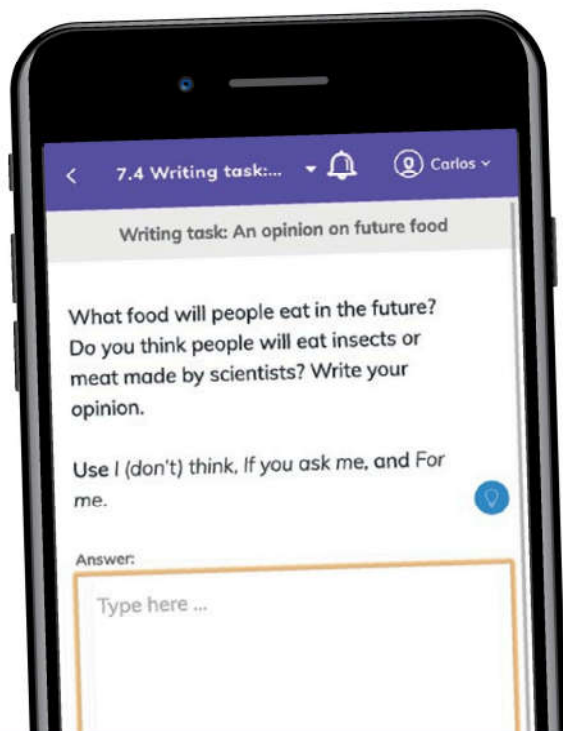 7.4 Writing task:...
Carlos
Writing task: An opinion on future food
What food will people eat in the future?
Do you think people will eat insects or
meat made by scientists? Write your
opinion.
Use I (don't) think, If you ask me, and For
me.
Answer:
Type here ...